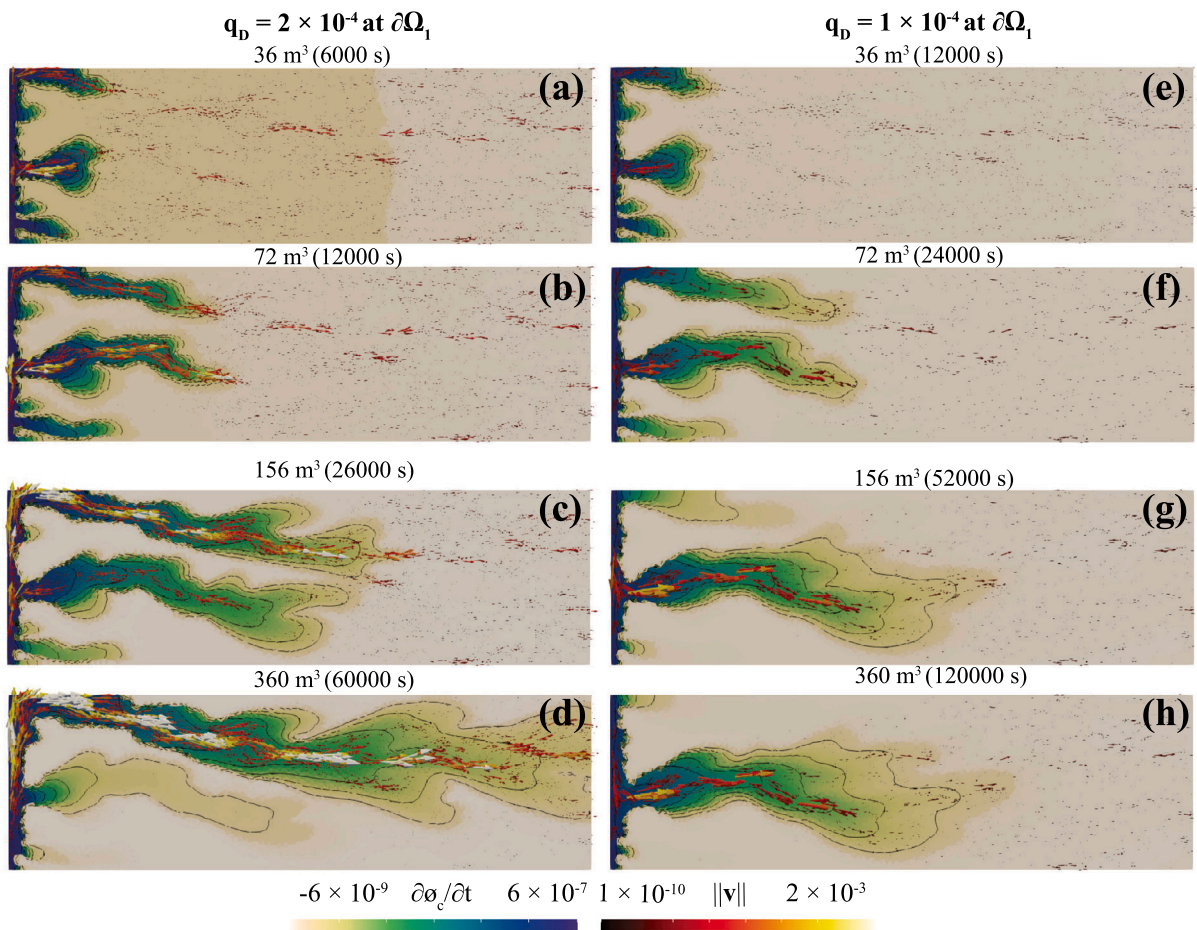 q_D = 2 × 10⁻⁴ at ∂Ω₁
q_D = 1 × 10⁻⁴ at ∂Ω₁
36 m³ (6000 s)
36 m³ (12000 s)
(a)
(e)
72 m³ (12000 s)
72 m³ (24000 s)
(b)
(f)
156 m³ (26000 s)
156 m³ (52000 s)
(c)
(g)
360 m³ (60000 s)
360 m³ (120000 s)
(d)
(h)
-6 × 10⁻⁹ ∂ø_c/∂t 6 × 10⁻⁷
1 × 10⁻¹⁰ ||v|| 2 × 10⁻³